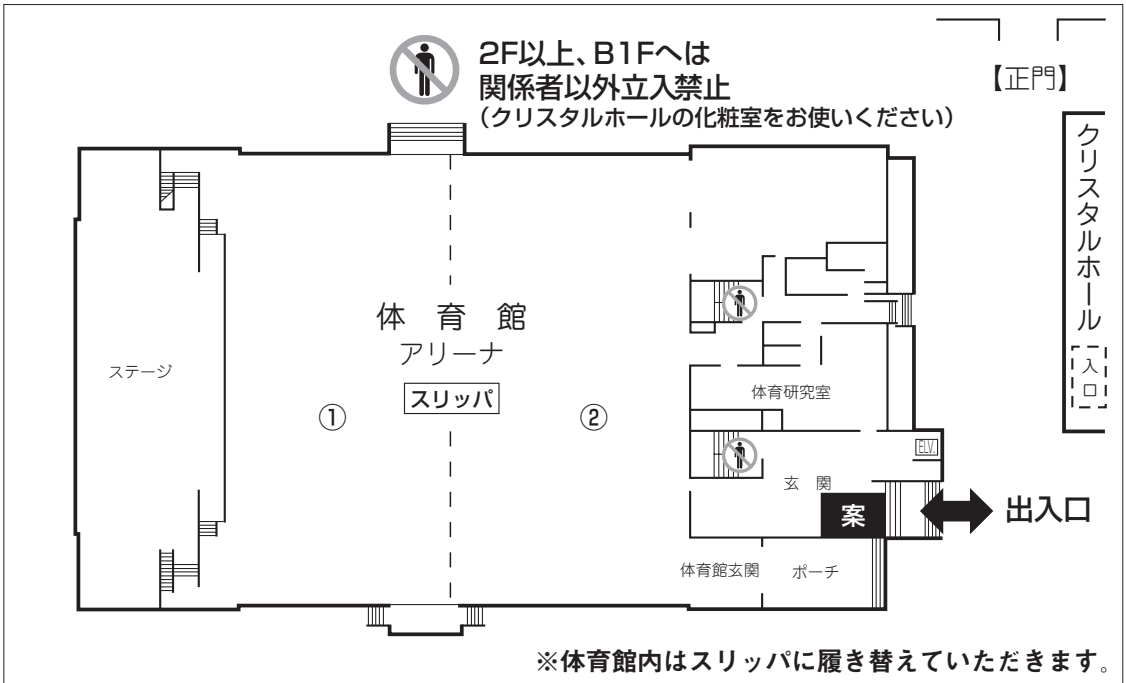 2F以上、B1Fへは
関係者以外立入禁止
(クリスタルホールの化粧室をお使いください)
【正門】
クリスタルホール
入口
体育館
アリーナ
スリッパ
ステージ
①
②
体育研究室
ELV.
玄関
案
出入口
体育館玄関
ポーチ
※体育館内はスリッパに履き替えていただきます。